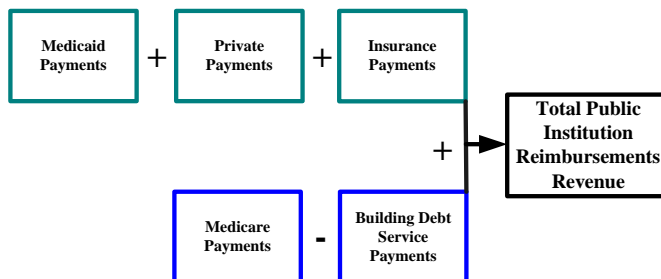 Medicaid
Payments
+
Private
Payments
+
Insurance
Payments
+
Total Public
Institution
Reimbursements
Revenue
Medicare
Payments
-
Building Debt
Service
Payments